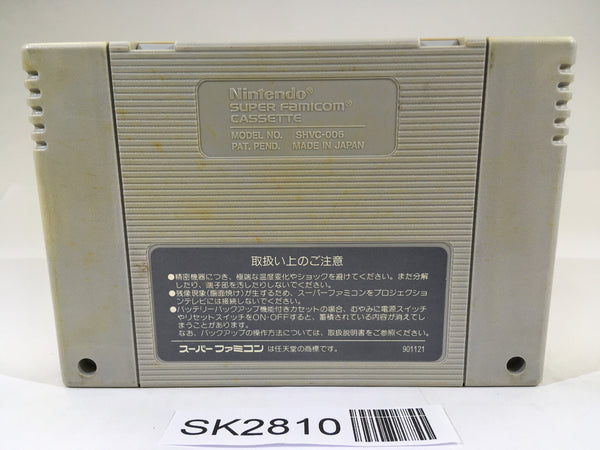 Nintendo®
SUPER FAMICOM®
CASSETTE
MODEL NO. SHVC-006
PAT. PEND. MADE IN JAPAN
取扱い上のご注意
●精密機器につき、極端な温度変化やショックを避けてください。また分解
したり、端子部を汚したりしないでください。
●残像現象(画面焼け)が生ずるため、スーパーファミコンをプロジェクショ
ンテレビには接続しないでください。
●バッテリーバックアップ機能付きカセットの場合、むやみに電源スイッチ
やリセットスイッチをON・OFFすると、蓄積されている内容が消えてし
まうことがあります。
なお、バックアップの操作方法については、取扱説明書をご参照ください。
スーパーファミコン は任天堂の商標です。 901121
SK2810